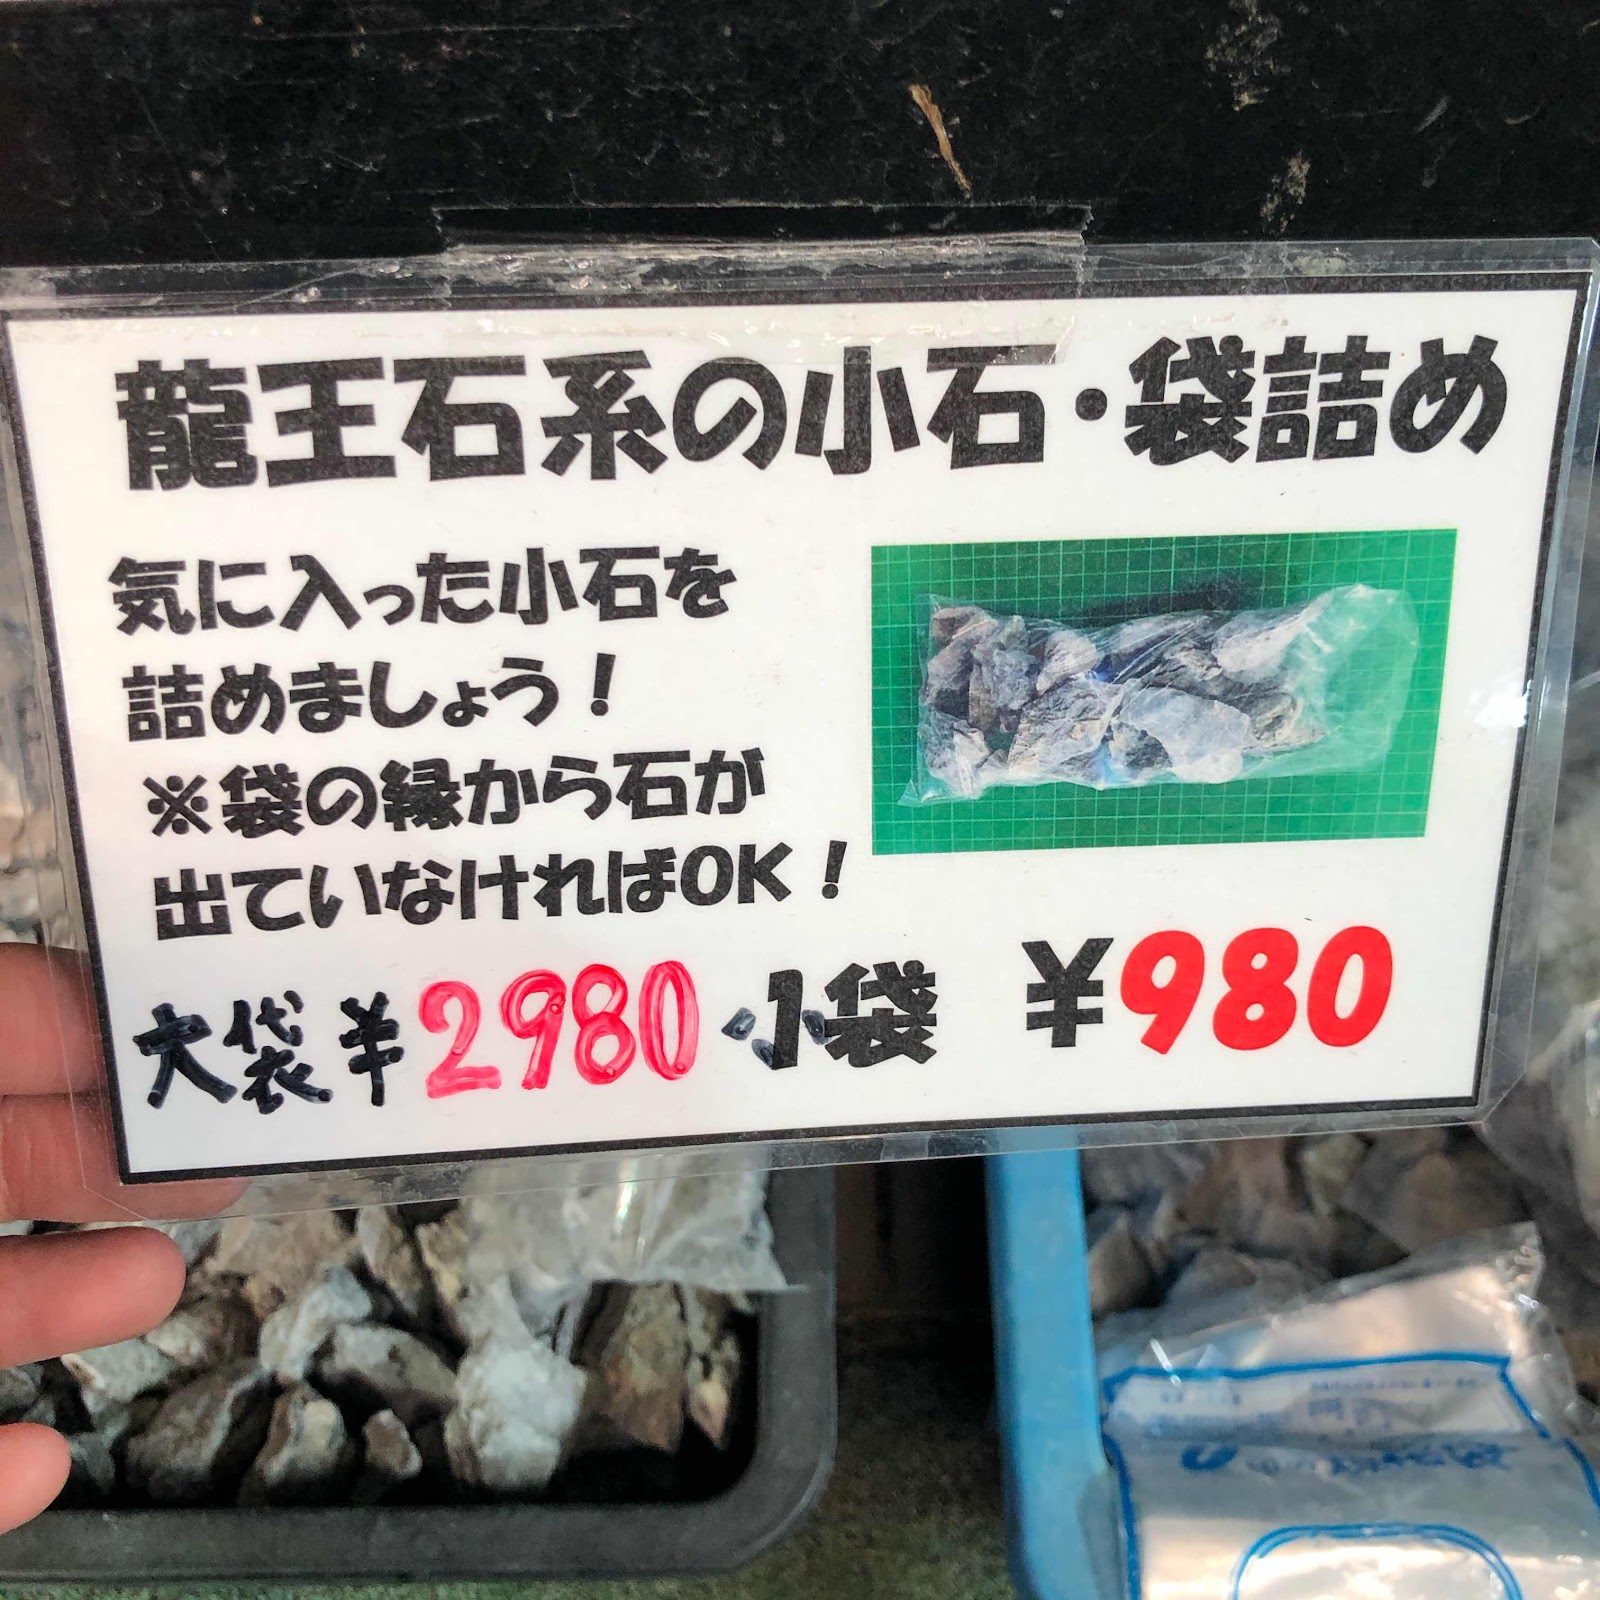 龍王石系の小石・袋詰め
気に入った小石を
詰めましょう！
※袋の縁から石が
出ていなければOK！
大袋￥2980 小袋 ￥980